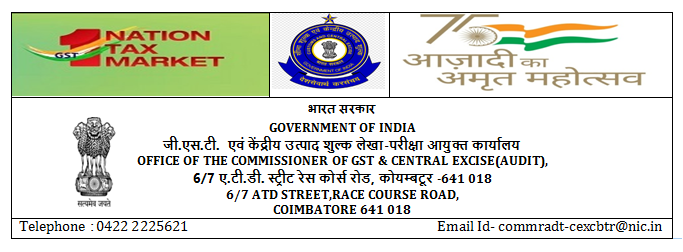 1
NATION
TAX
MARKET
GST
75
आज़ादी का
अमृत महोत्सव
भारत सरकार
GOVERNMENT OF INDIA
जी.एस.टी. एवं केंद्रीय उत्पाद शुल्क लेखा-परीक्षा आयुक्त कार्यालय
OFFICE OF THE COMMISSIONER OF GST & CENTRAL EXCISE(AUDIT),
6/7 ए.टी.डी. स्ट्रीट रेस कोर्स रोड, कोयम्बटूर -641 018
6/7 ATD STREET,RACE COURSE ROAD,
COIMBATORE 641 018
सत्यमेव जयते
Telephone : 0422 2225621
Email Id- commradt-cexcbtr@nic.in